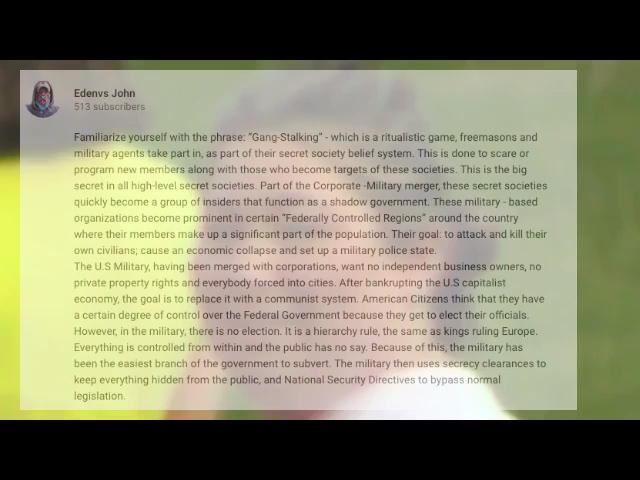 Edenvs John
513 subscribers
Familiarize yourself with the phrase: "Gang-Stalking" - which is a ritualistic game, freemasons and
military agents take part in, as part of their secret society belief system. This is done to scare or
program new members along with those who become targets of these societies. This is the big
secret in all high-level secret societies. Part of the Corporate -Military merger, these secret societies
quickly become a group of insiders that function as a shadow government. These military - based
organizations become prominent in certain "Federally Controlled Regions" around the country
where their members make up a significant part of the population. Their goal: to attack and kill their
own civilians; cause an economic collapse and set up a military police state.
The U.S Military, having been merged with corporations, want no independent business owners, no
private property rights and everybody forced into cities. After bankrupting the U.S capitalist
economy, the goal is to replace it with a communist system. American Citizens think that they have
a certain degree of control over the Federal Government because they get to elect their officials.
However, in the military, there is no election. It is a hierarchy rule, the same as kings ruling Europe.
Everything is controlled from within and the public has no say. Because of this, the military has
been the easiest branch of the government to subvert. The military then uses secrecy clearances to
keep everything hidden from the public, and National Security Directives to bypass normal
legislation.